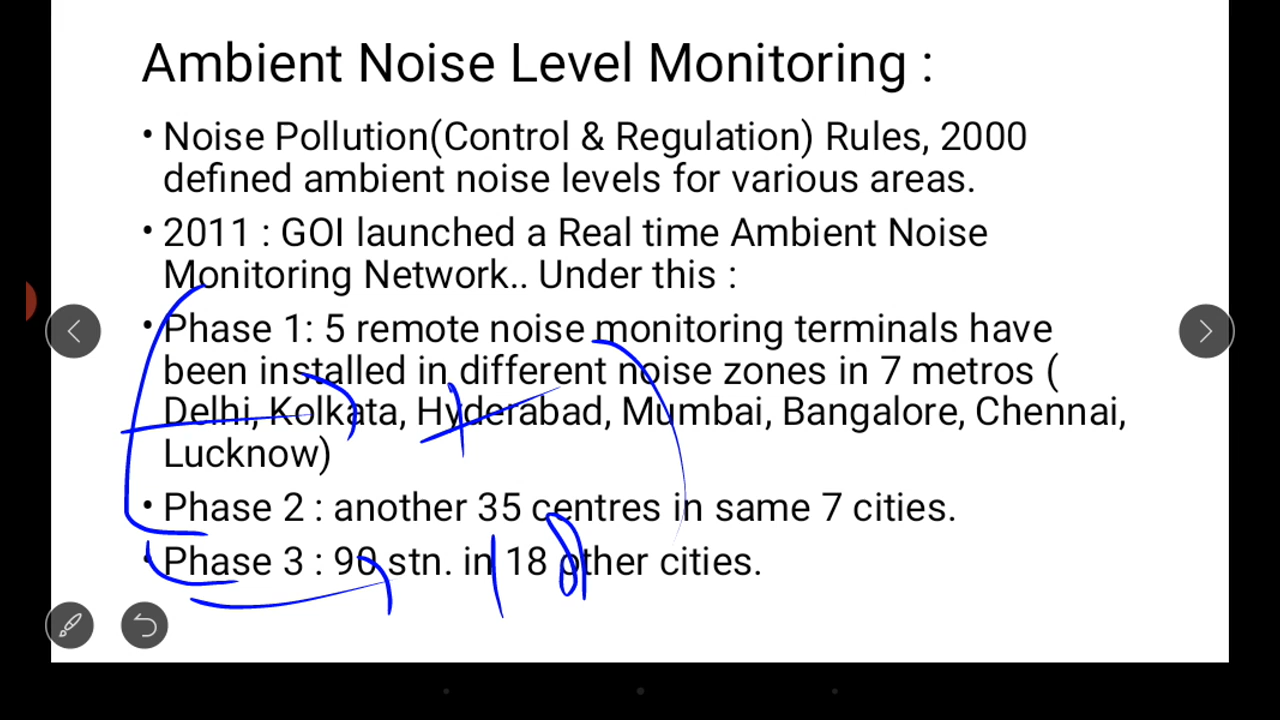 Ambient Noise Level Monitoring :
• Noise Pollution(Control & Regulation) Rules, 2000
defined ambient noise levels for various areas.
• 2011 : GOI launched a Real time Ambient Noise
Monitoring Network.. Under this :
• Phase 1: 5 remote noise monitoring terminals have
been installed in different noise zones in 7 metros (
Delhi, Kolkata, Hyderabad, Mumbai, Bangalore, Chennai,
Lucknow)
• Phase 2 : another 35 centres in same 7 cities.
• Phase 3 : 90 stn. in 18 other cities.